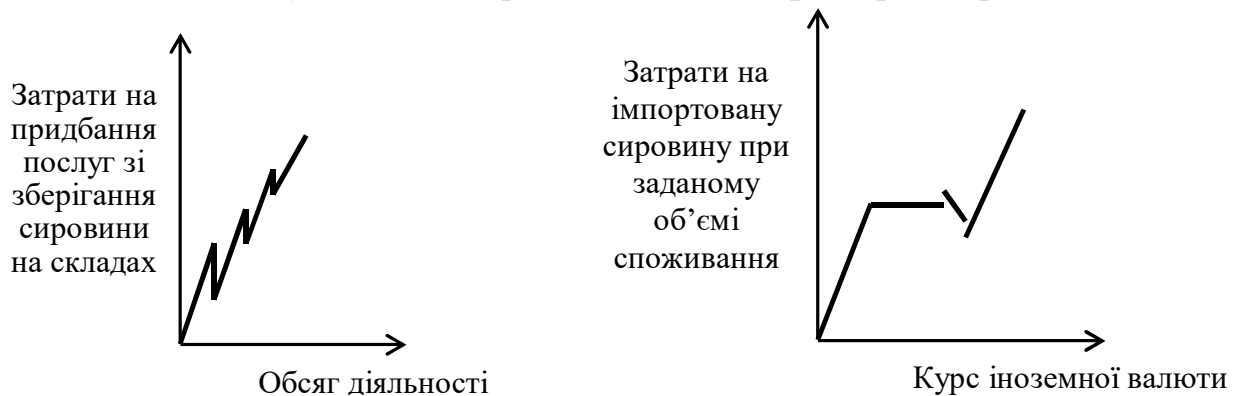 Затрати на
придбання
послуг зі
зберігання
сировини
на складах
Обсяг діяльності
Затрати на
імпортовану
сировину при
заданому
об’ємі
споживання
Курс іноземної валюти